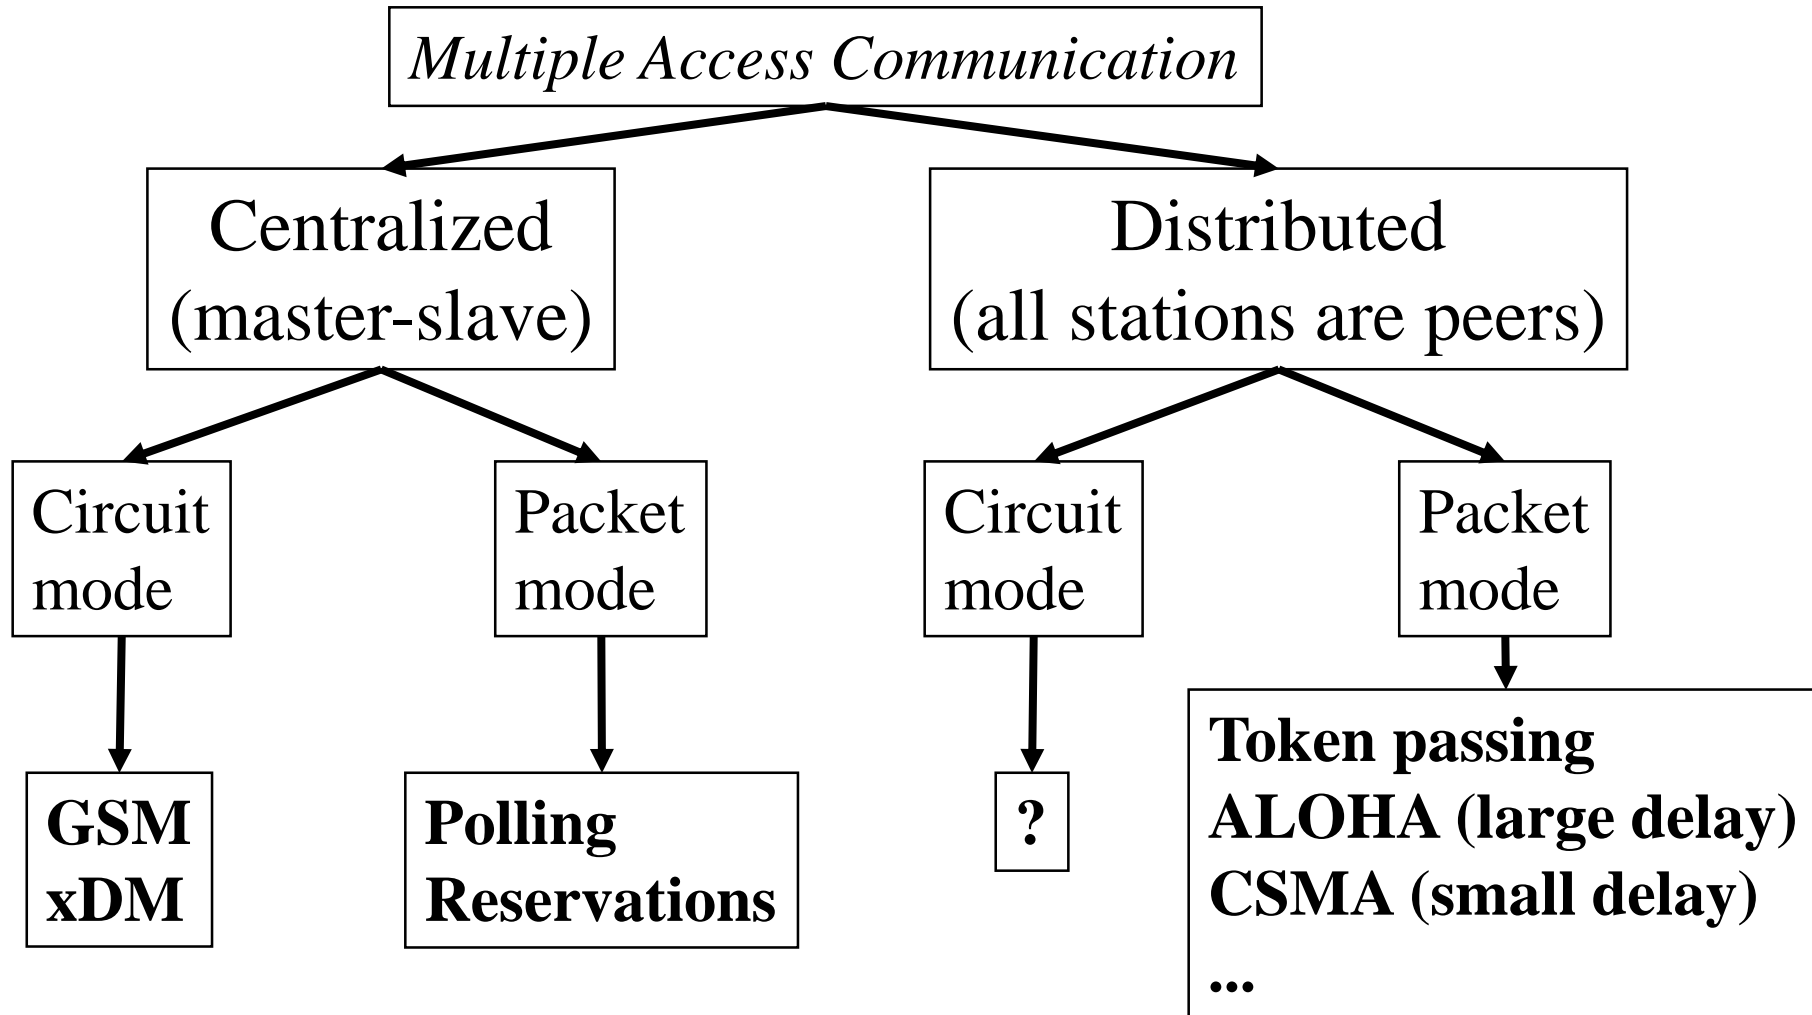 Multiple Access Communication
Centralized
(master-slave)
Distributed
(all stations are peers)
Circuit
mode
Packet
mode
Circuit
mode
Packet
mode
GSM
xDM
Polling
Reservations
?
Token passing
ALOHA (large delay)
CSMA (small delay)
...